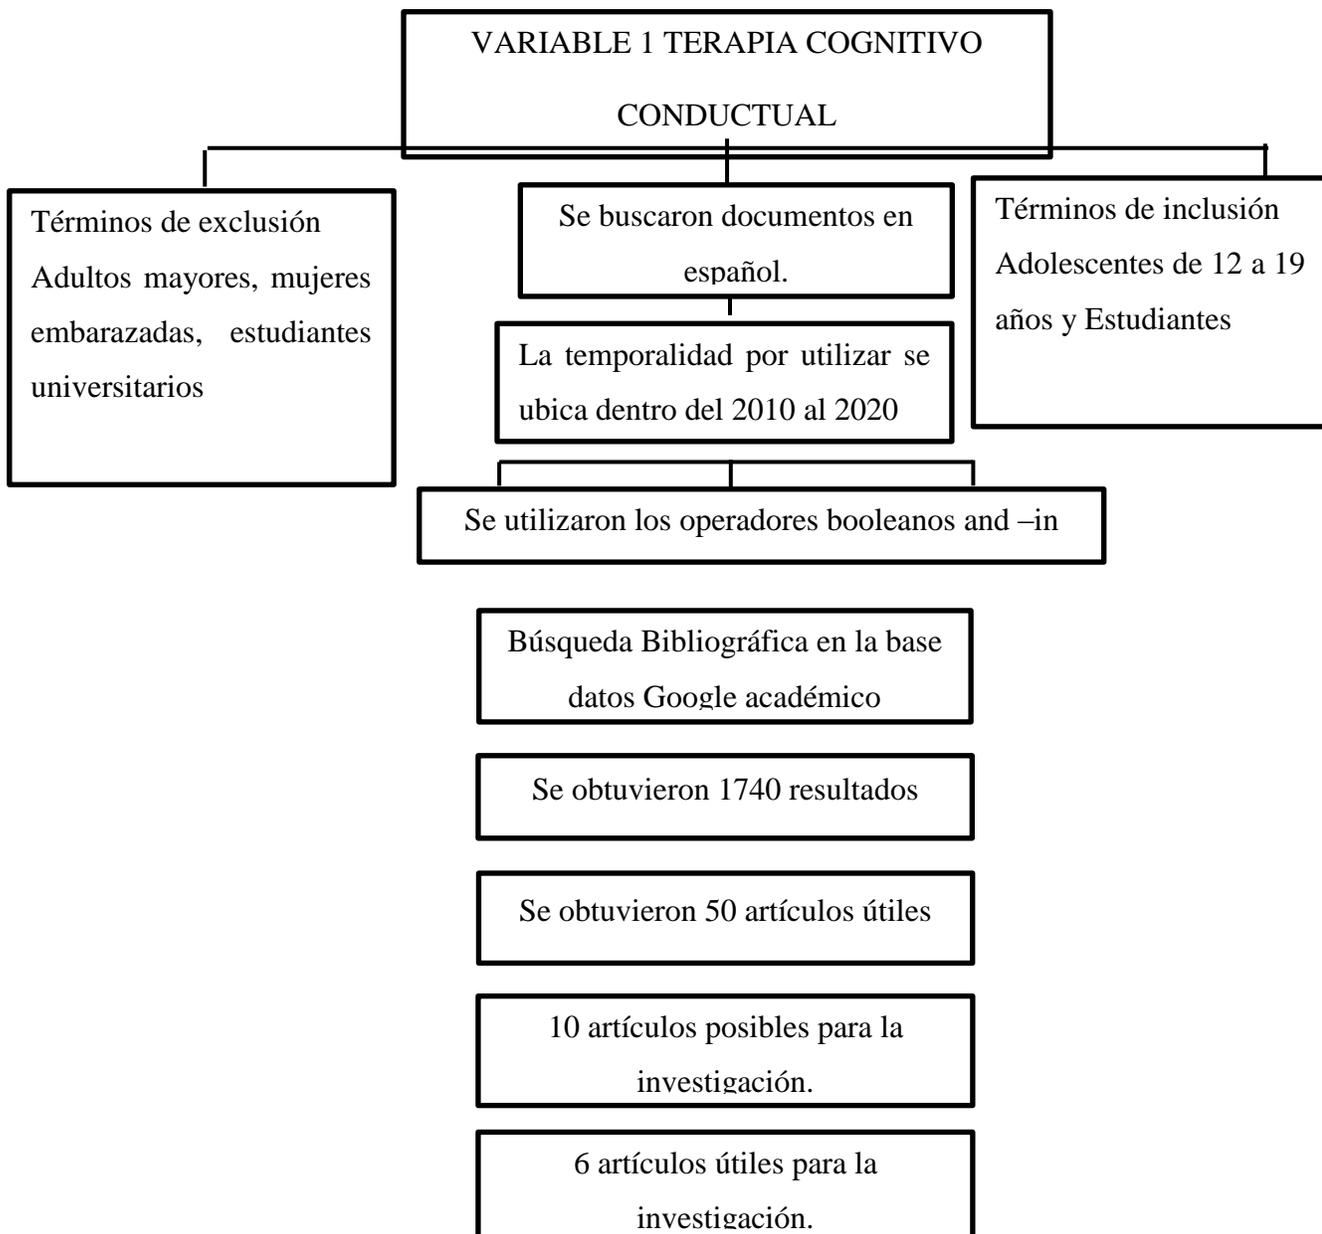 VARIABLE 1 TERAPIA COGNITIVO
CONDUCTUAL
Términos de exclusión
Adultos mayores, mujeres
embarazadas, estudiantes
universitarios
Se buscaron documentos en
español.
Términos de inclusión
Adolescentes de 12 a 19
años y Estudiantes
La temporalidad por utilizar se
ubica dentro del 2010 al 2020
Se utilizaron los operadores booleanos and –in
Búsqueda Bibliográfica en la base
datos Google académico
Se obtuvieron 1740 resultados
Se obtuvieron 50 artículos útiles
10 artículos posibles para la
investigación.
6 artículos útiles para la
investigación.